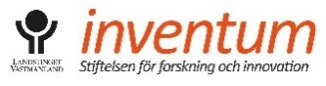 inventum
LANDSTINGET
VÄSTMANLAND
Stiftelsen för forskning och innovation